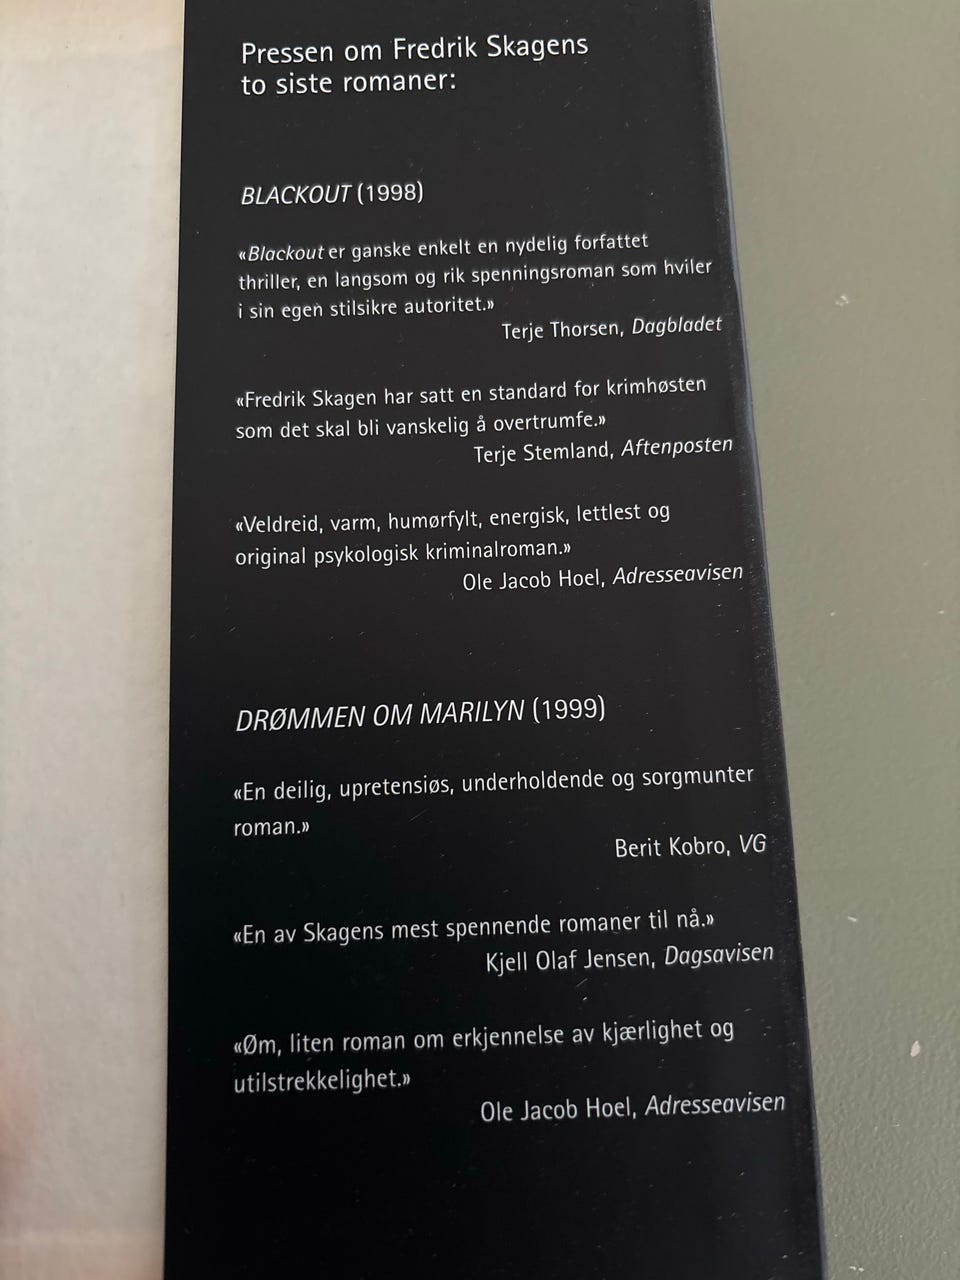 Pressen om Fredrik Skagens
to siste romaner:
BLACKOUT (1998)
«Blackout er ganske enkelt en nydelig forfattet
thriller, en langsom og rik spenningsroman som hviler
i sin egen stilsikre autoritet.»
Terje Thorsen, Dagbladet
«Fredrik Skagen har satt en standard for krimhøsten
som det skal bli vanskelig å overtrumfe.»
Terje Stemland, Aftenposten
«Veldreid, varm, humørfylt, energisk, lettlest og
original psykologisk kriminalroman.»
Ole Jacob Hoel, Adresseavisen
DRØMMEN OM MARILYN (1999)
«En deilig, upretensiøs, underholdende og sorgmunter
roman.»
Berit Kobro, VG
«En av Skagens mest spennende romaner til nå.»
Kjell Olaf Jensen, Dagsavisen
«Øm, liten roman om erkjennelse av kjærlighet og
utilstrekkelighet.»
Ole Jacob Hoel, Adresseavisen